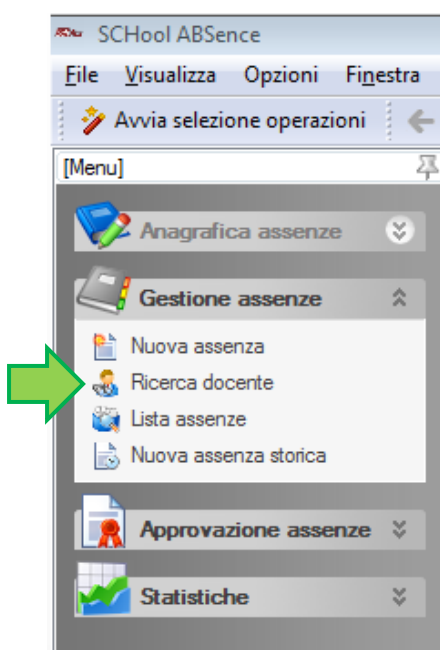 SCHool ABSence
File Visualizza Opzioni Finestra
Avvia selezione operazioni
[Menu]
Anagrafica assenze
Gestione assenze
Nuova assenza
Ricerca docente
Lista assenze
Nuova assenza storica
Approvazione assenze
Statistiche